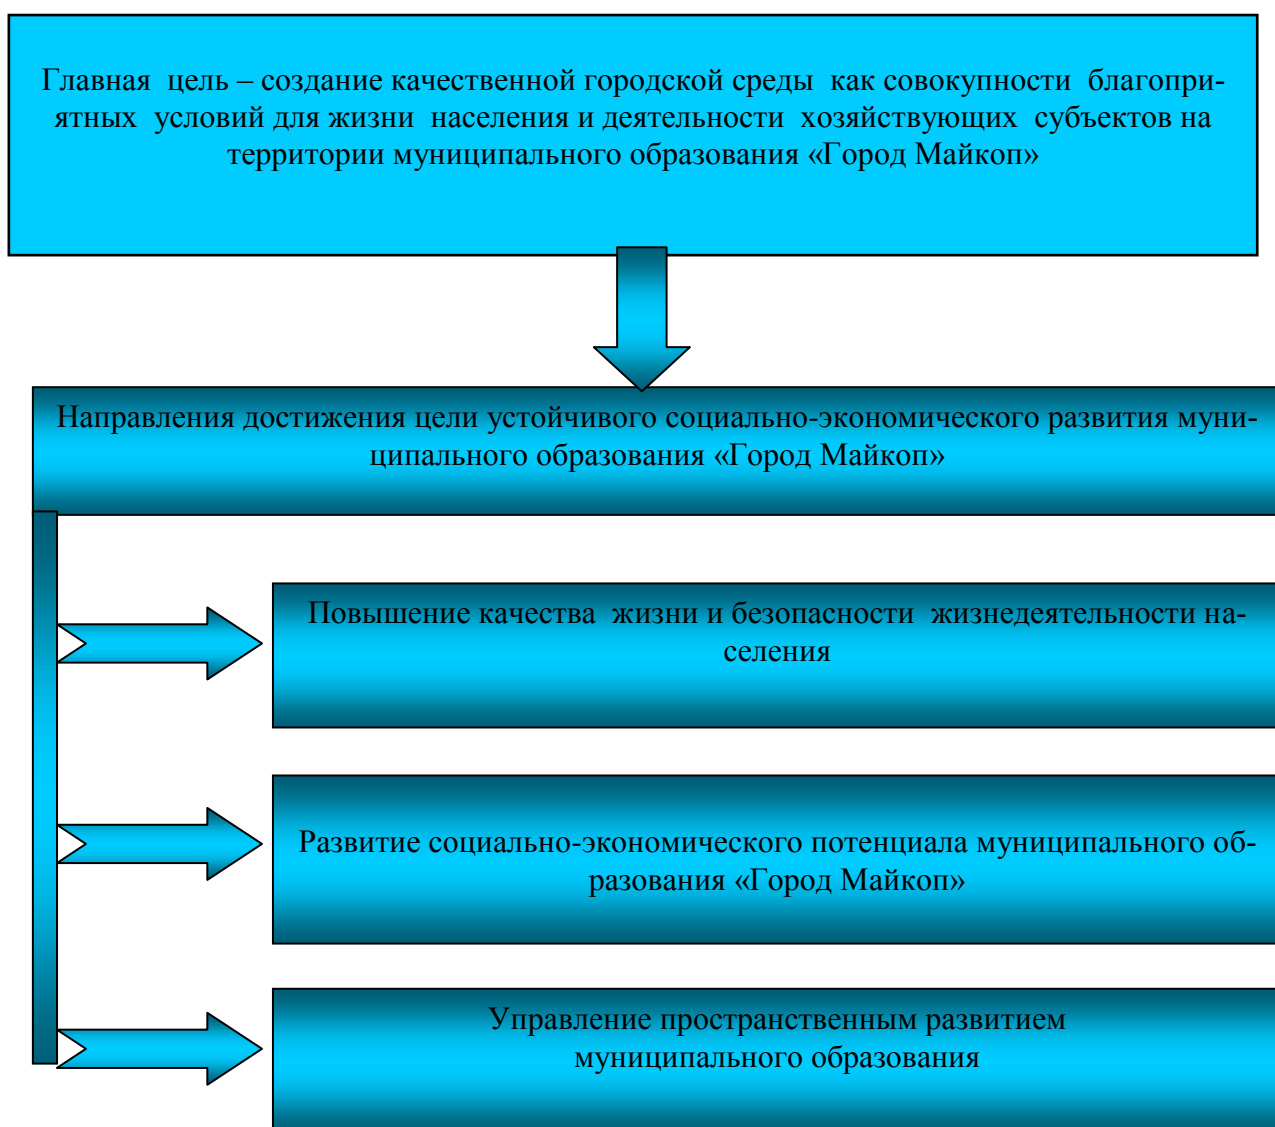 Главная цель – создание качественной городской среды как совокупности благопри-
ятных условий для жизни населения и деятельности хозяйствующих субъектов на
территории муниципального образования «Город Майкоп»
Направления достижения цели устойчивого социально-экономического развития муни-
ципального образования «Город Майкоп»
Повышение качества жизни и безопасности жизнедеятельности на-
селения
Развитие социально-экономического потенциала муниципального об-
разования «Город Майкоп»
Управление пространственным развитием
муниципального образования